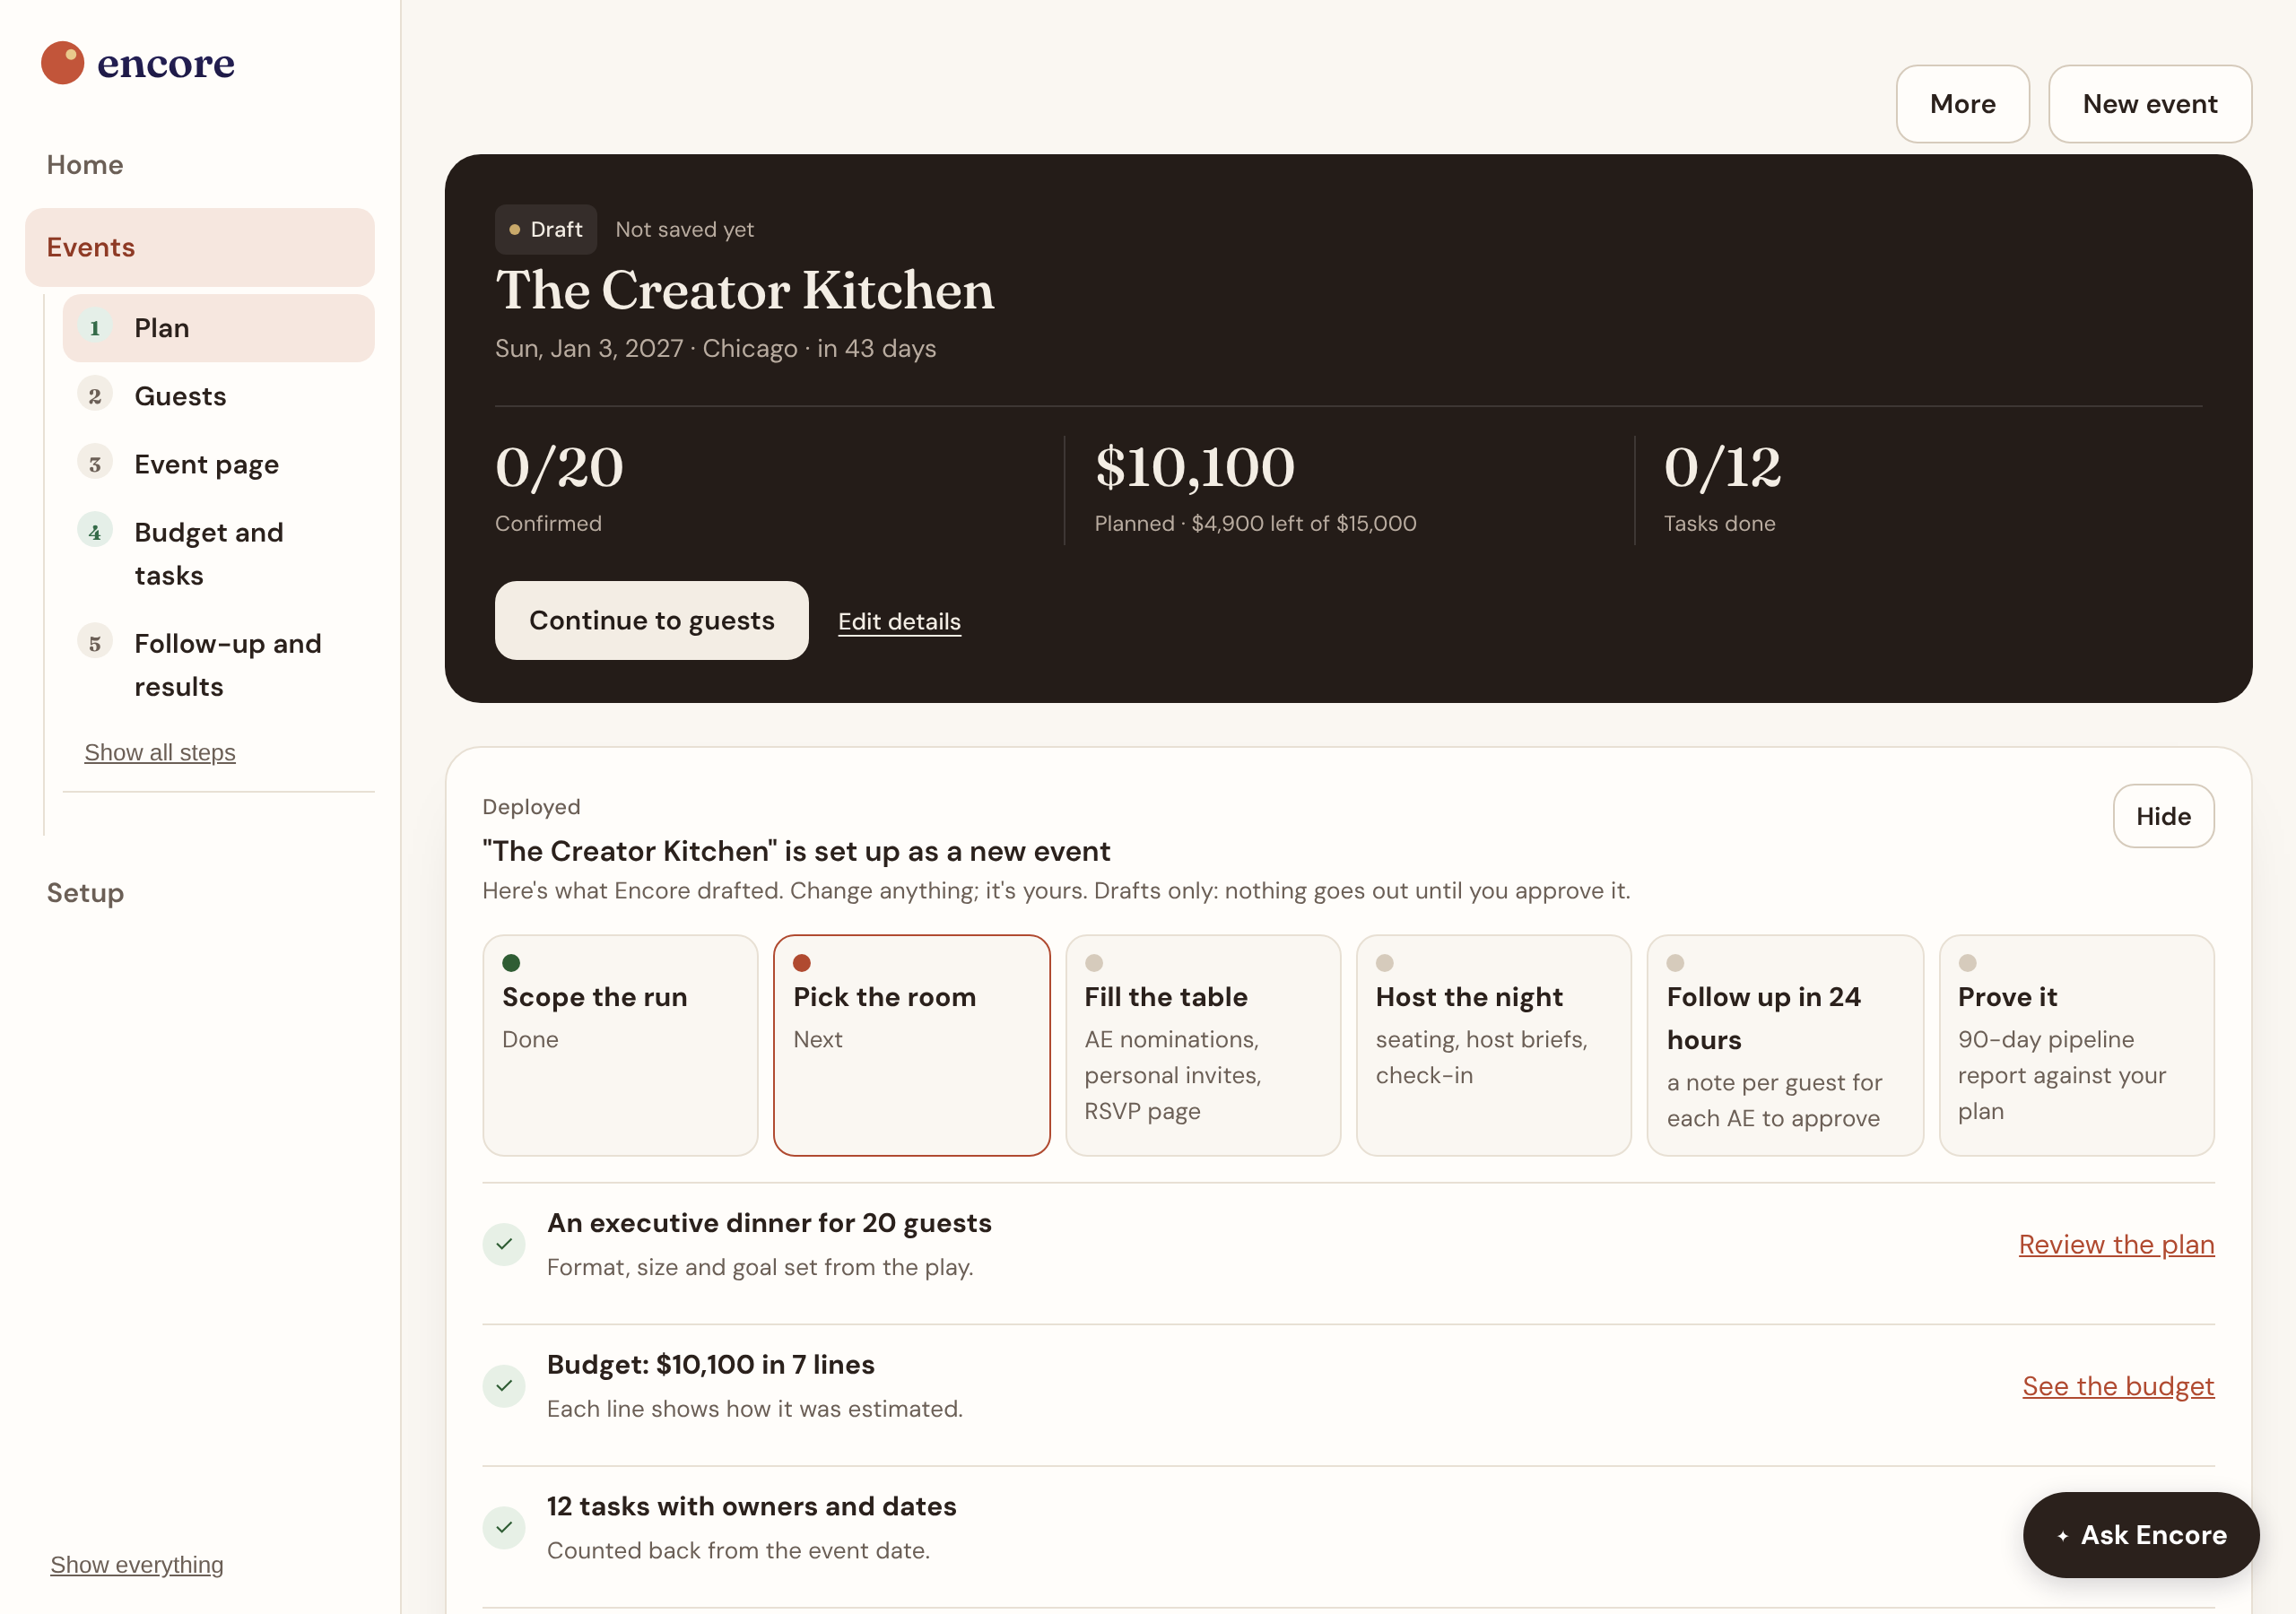 encore
Home
Events
1 Plan
2 Guests
3 Event page
4 Budget and
tasks
5 Follow-up and
results
Show all steps
Setup
Show everything
More
New event
Draft
Not saved yet
The Creator Kitchen
Sun, Jan 3, 2027 · Chicago · in 43 days
0/20
Confirmed
$10,100
Planned · $4,900 left of $15,000
0/12
Tasks done
Continue to guests
Edit details
Deployed
Hide
"The Creator Kitchen" is set up as a new event
Here's what Encore drafted. Change anything; it's yours. Drafts only: nothing goes out until you approve it.
Scope the run
Done
Pick the room
Next
Fill the table
AE nominations,
personal invites,
RSVP page
Host the night
seating, host briefs,
check-in
Follow up in 24
hours
a note per guest for
each AE to approve
Prove it
90-day pipeline
report against your
plan
An executive dinner for 20 guests
Format, size and goal set from the play.
Review the plan
Budget: $10,100 in 7 lines
Each line shows how it was estimated.
See the budget
12 tasks with owners and dates
Counted back from the event date.
Ask Encore